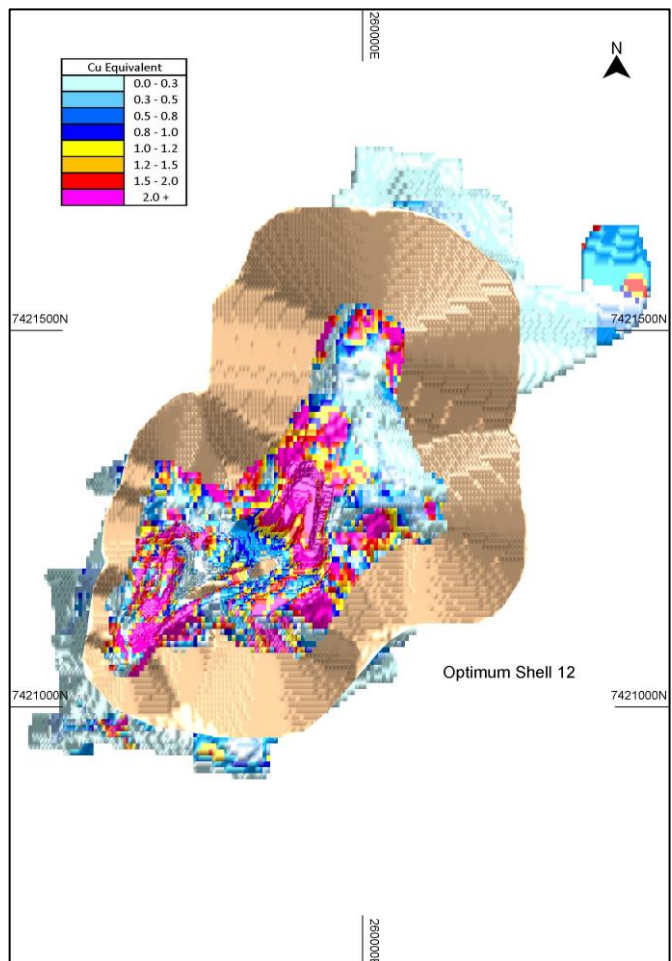 260000E
N
Cu Equivalent
0.0 - 0.3
0.3 - 0.5
0.5 - 0.8
0.8 - 1.0
1.0 - 1.2
1.2 - 1.5
1.5 - 2.0
2.0 +
7421500N
7421500N
Optimum Shell 12
7421000N
7421000N
260000E